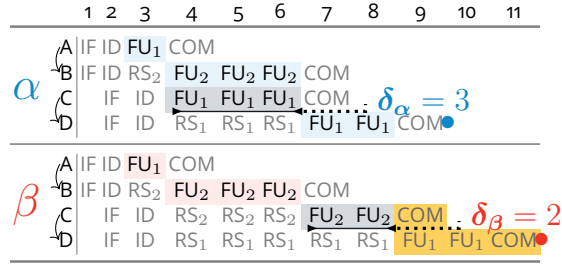 1 2 3 4 5 6 7 8 9 10 11
A IF ID FU₁ COM
B IF ID RS₂ FU₂ FU₂ FU₂ COM
α
C IF ID FU₁ FU₁ FU₁ COM δα = 3
D IF ID RS₁ RS₁ RS₁ FU₁ FU₁ COM
A IF ID FU₁ COM
B IF ID RS₂ FU₂ FU₂ FU₂ COM
β
C IF ID RS₂ RS₂ RS₂ FU₂ FU₂ COM δβ = 2
D IF ID RS₁ RS₁ RS₁ RS₁ RS₁ FU₁ FU₁ COM